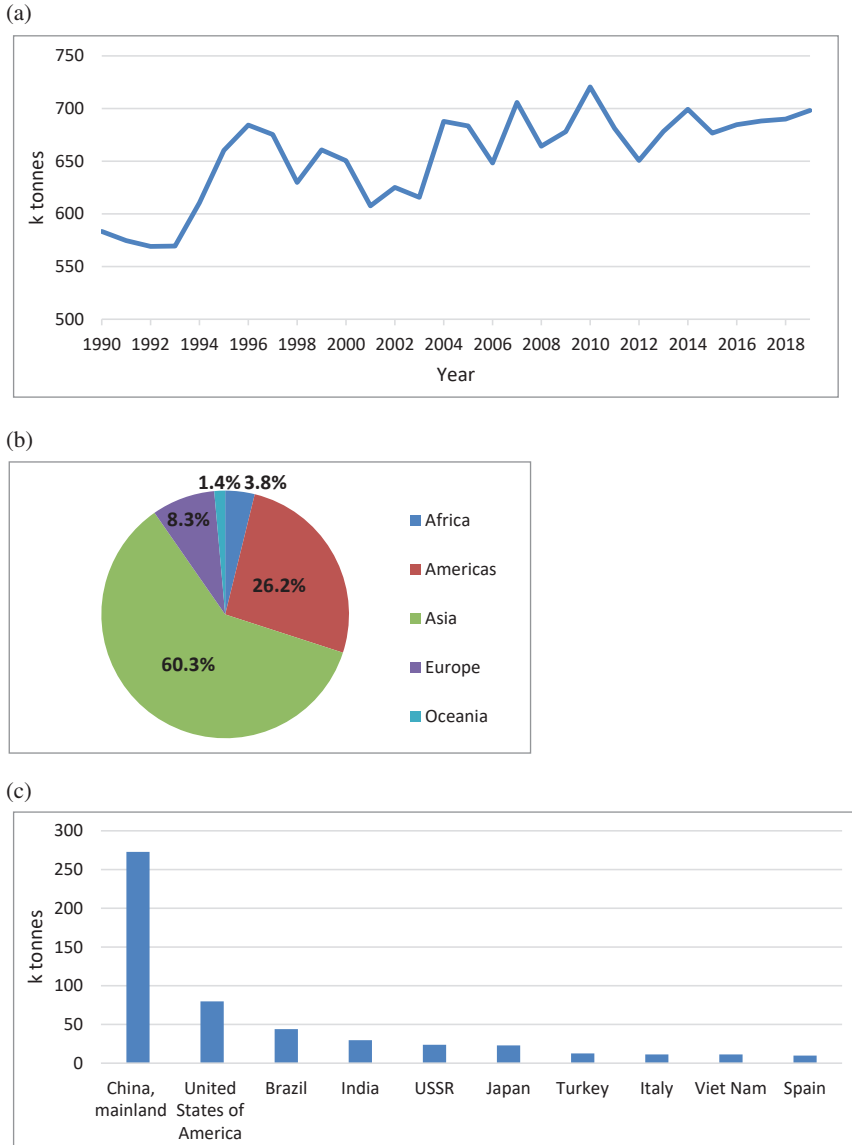 (a)
750
700
650
600
550
500
k tonnes
1990 1992 1994 1996 1998 2000 2002 2004 2006 2008 2010 2012 2014 2016 2018
Year
(b)
1.4% 3.8%
8.3%
26.2%
60.3%
Africa
Americas
Asia
Europe
Oceania
(c)
300
250
200
150
100
50
0
k tonnes
China, mainland
United States of America
Brazil
India
USSR
Japan
Turkey
Italy
Viet Nam
Spain